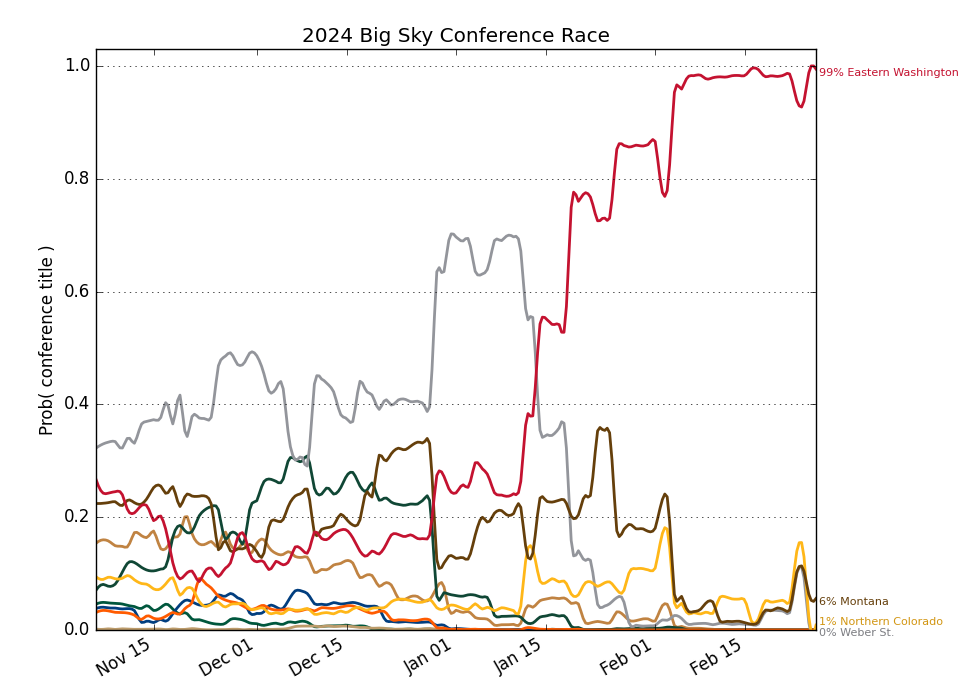 2024 Big Sky Conference Race
Prob( conference title )
1.0
0.8
0.6
0.4
0.2
0.0
99% Eastern Washington
6% Montana
1% Northern Colorado
0% Weber St.
Nov 15
Dec 01
Dec 15
Jan 01
Jan 15
Feb 01
Feb 15